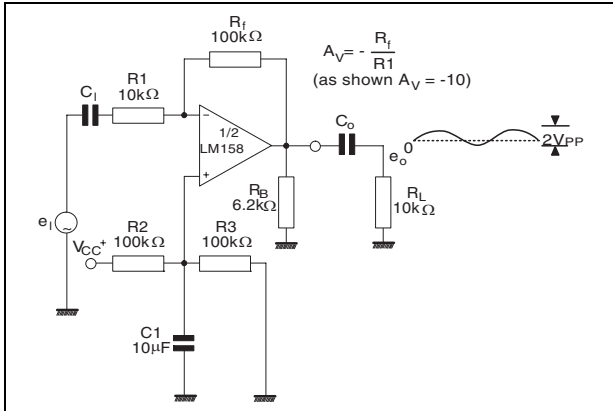 Rf
100kΩ
AV = - Rf
R1
(as shown AV = -10)
R1
10kΩ
CI
1/2
LM158
−
+
Co
eo
0
2VPP
RB
6.2kΩ
RL
10kΩ
eI
~
VCC+
R2
100kΩ
R3
100kΩ
C1
10µF